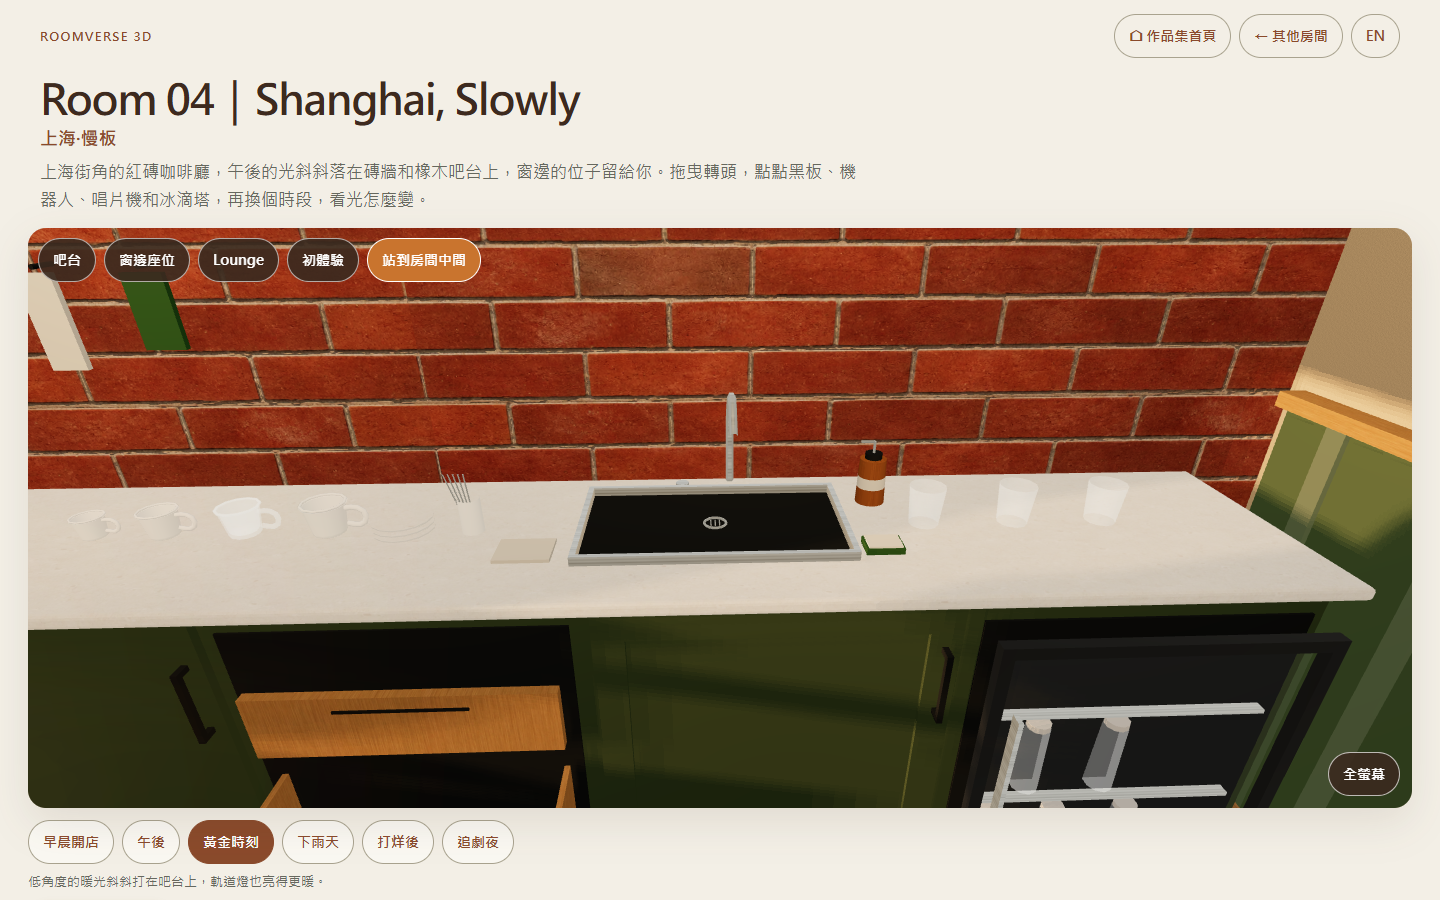 ROOMVERSE 3D
作品集首頁
← 其他房間
EN
Room 04｜Shanghai, Slowly
上海·慢板
上海街角的紅磚咖啡廳，午後的光斜斜落在磚牆和橡木吧台上，窗邊的位子留給你。拖曳轉頭，點點黑板、機
器人、唱片機和冰滴塔，再換個時段，看光怎麼變。
吧台
窗邊座位
Lounge
初體驗
站到房間中間
全螢幕
早晨開店
午後
黃金時刻
下雨天
打烊後
追劇夜
低角度的暖光斜斜打在吧台上，軌道燈也亮得更暖。